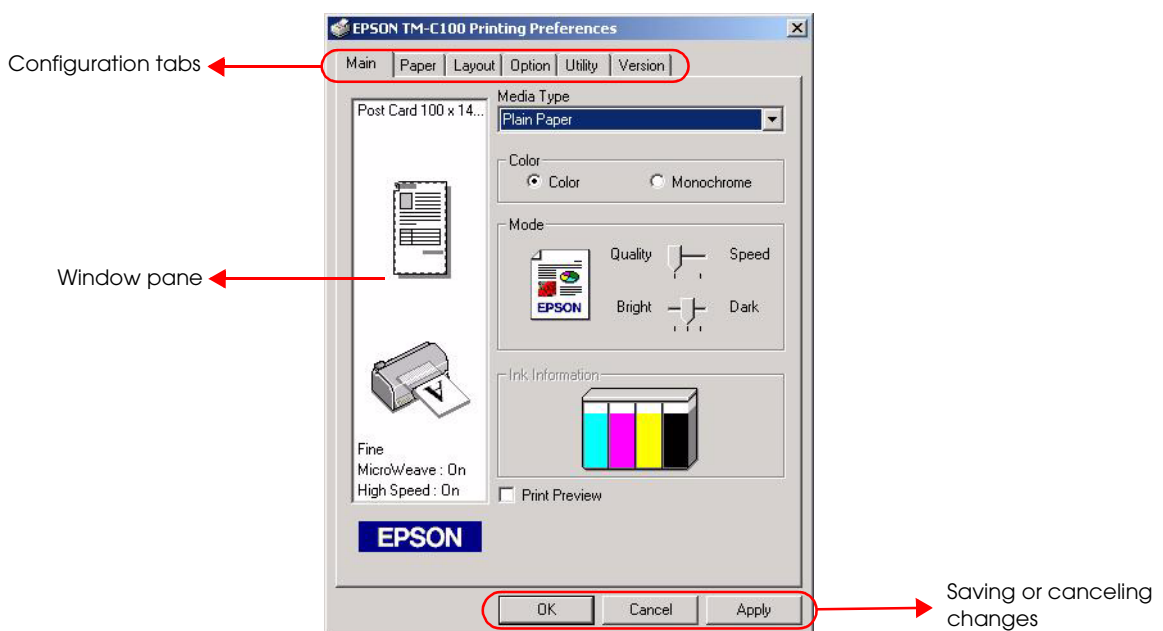 EPSON TM-C100 Printing Preferences
Configuration tabs
Main Paper Layout Option Utility Version
Post Card 100 x 14...
Media Type
Plain Paper
Color
Color Monochrome
Mode
Quality Speed
EPSON
Bright Dark
Window pane
Ink Information
A
Fine
MicroWeave : On
High Speed : On
Print Preview
EPSON
OK Cancel Apply
Saving or canceling
changes